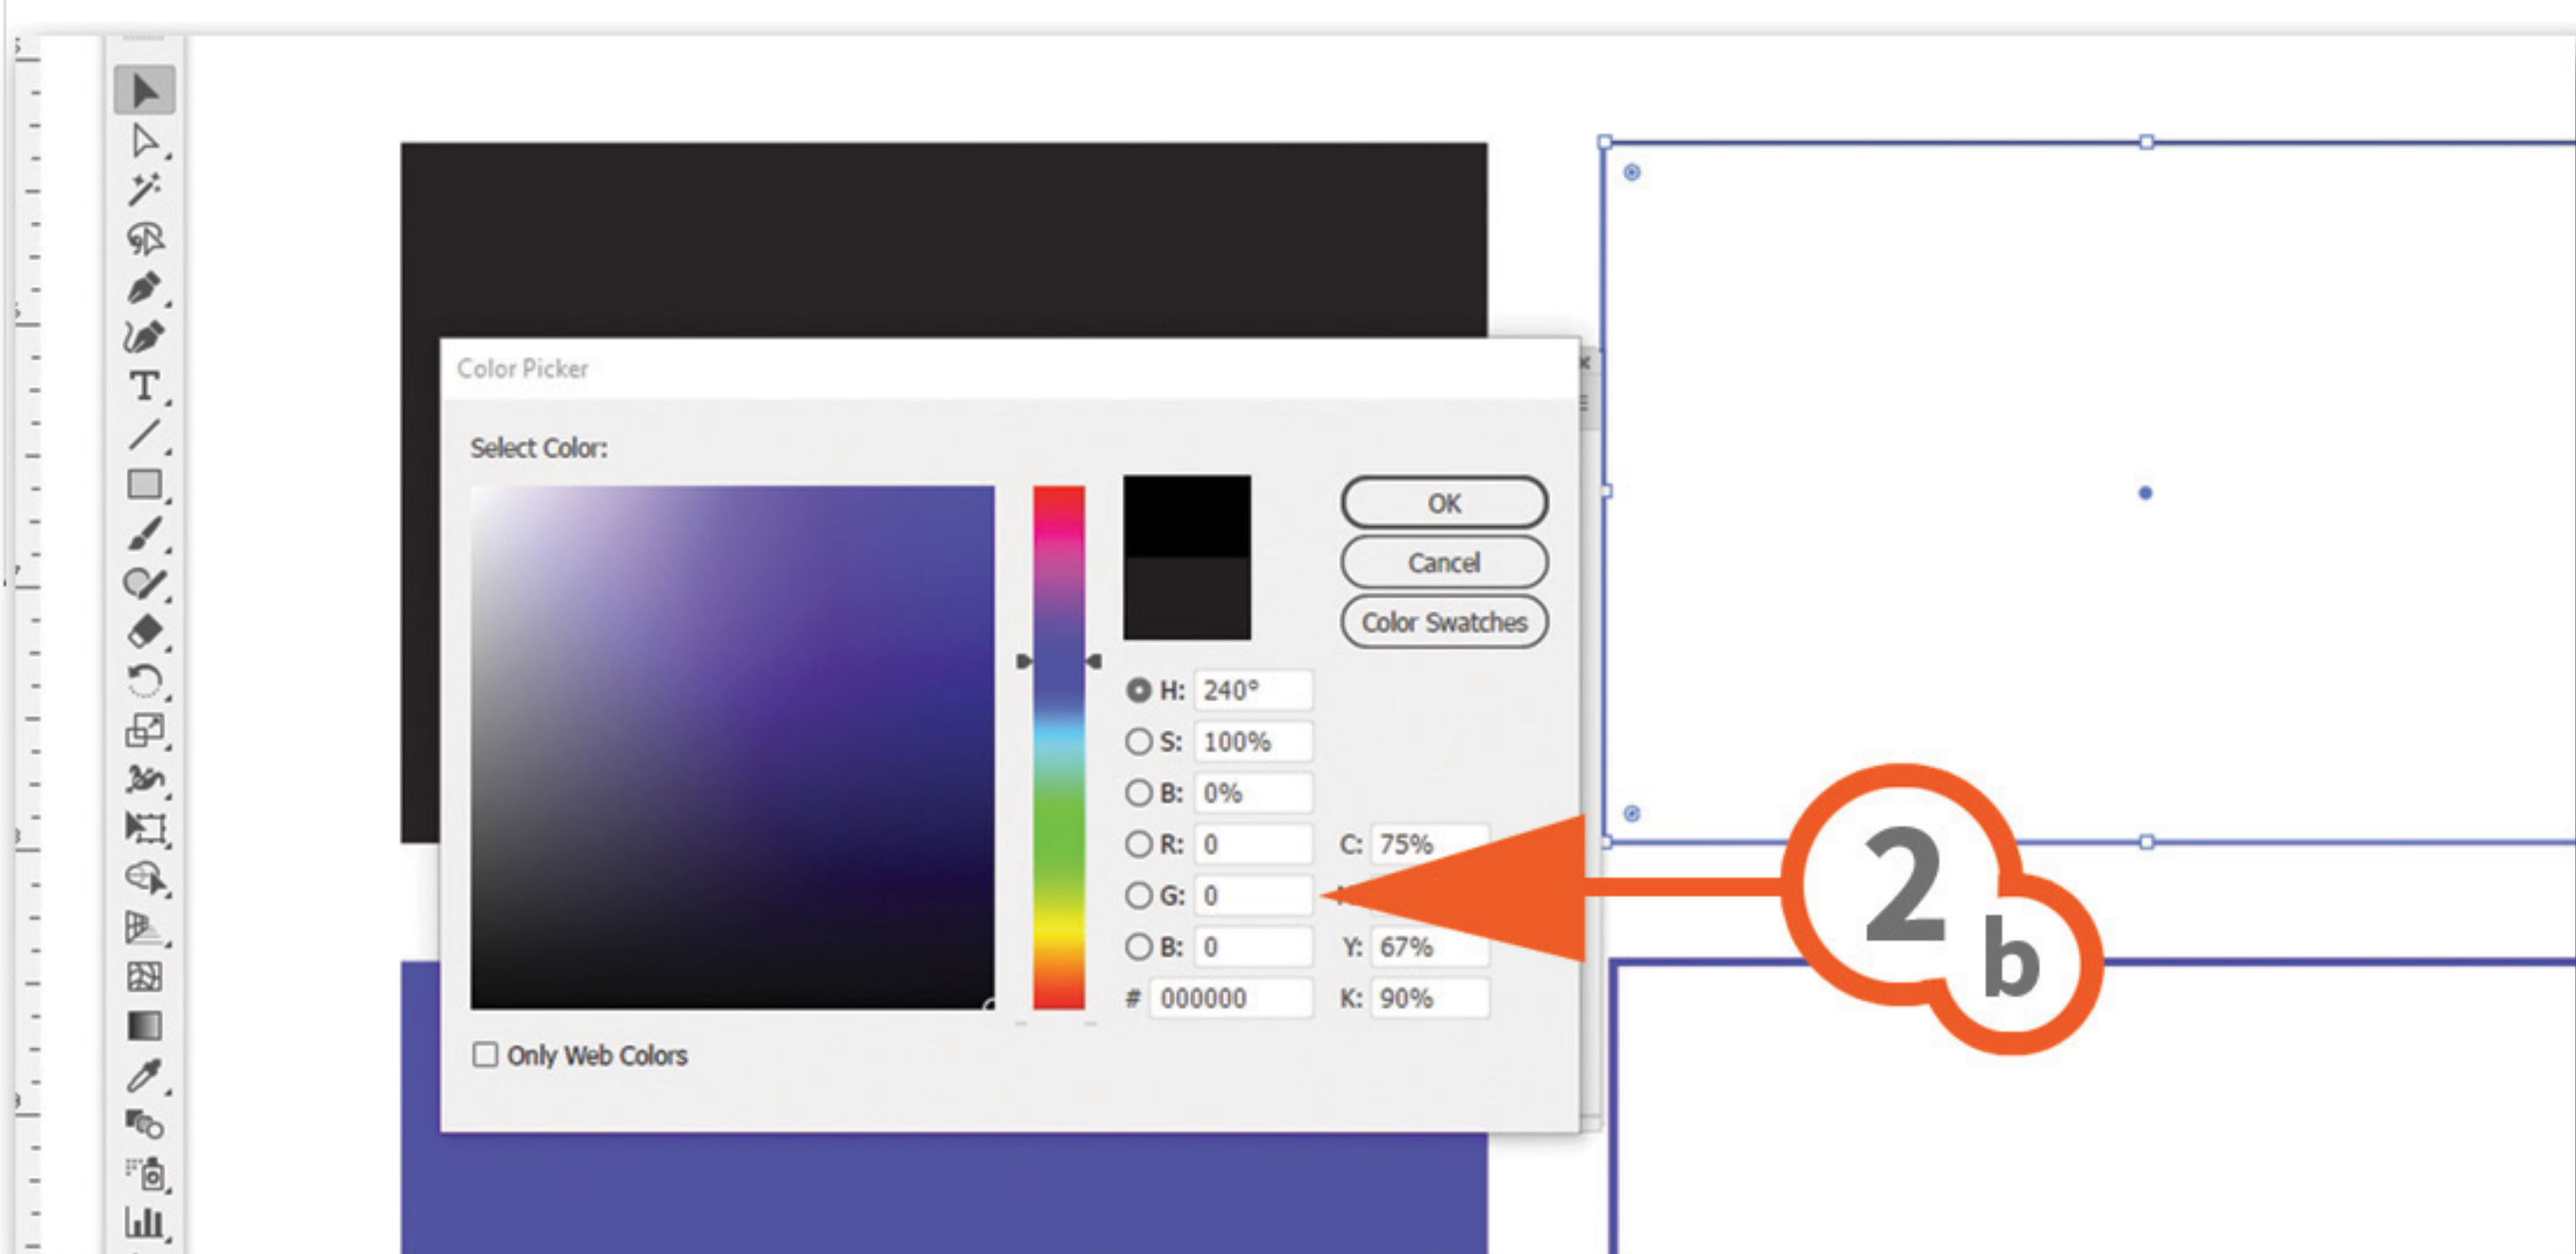 Color Picker
Select Color:
OK
Cancel
Color Swatches
H: 240°
S: 100%
B: 0%
R: 0 C: 75%
G: 0
B: 0 Y: 67%
# 000000 K: 90%
Only Web Colors
2
b